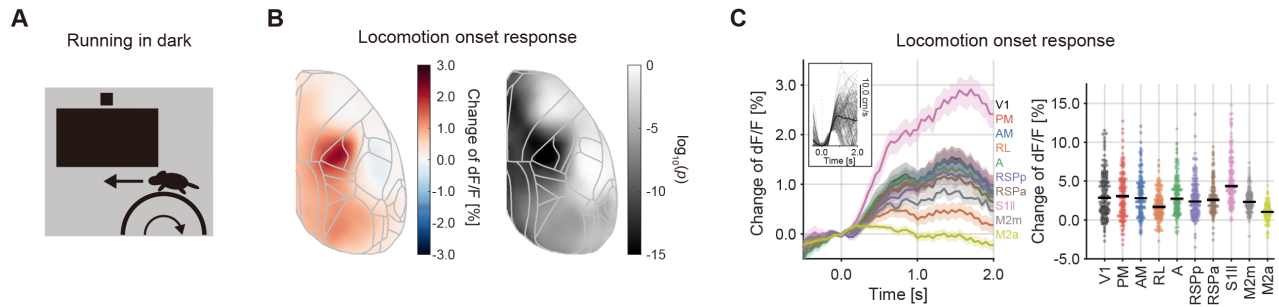 A
Running in dark
B
Locomotion onset response
3.0
2.0
1.0
0.0
-1.0
-2.0
-3.0
Change of dF/F [%]
0
-5
-10
-15
log10(p)
C
Locomotion onset response
Change of dF/F [%]
3.0
2.0
1.0
0.0
0.0
1.0
2.0
Time [s]
10.0 cm/s
0.0
2.0
Time [s]
V1
PM
AM
RL
A
RSPp
RSPa
S1ll
M2m
M2a
Change of dF/F [%]
15.0
10.0
5.0
0.0
-5.0
V1
PM
AM
RL
A
RSPp
RSPa
S1ll
M2m
M2a